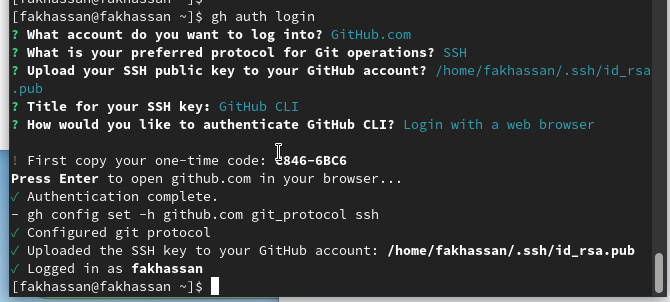 [fakhassan@fakhassan ~]$ gh auth login
? What account do you want to log into? GitHub.com
? What is your preferred protocol for Git operations? SSH
? Upload your SSH public key to your GitHub account? /home/fakhassan/.ssh/id_rsa
.pub
? Title for your SSH key: GitHub CLI
? How would you like to authenticate GitHub CLI? Login with a web browser
! First copy your one-time code: 846-6BC6
Press Enter to open github.com in your browser...
✓ Authentication complete.
- gh config set -h github.com git_protocol ssh
✓ Configured git protocol
✓ Uploaded the SSH key to your GitHub account: /home/fakhassan/.ssh/id_rsa.pub
✓ Logged in as fakhassan
[fakhassan@fakhassan ~]$